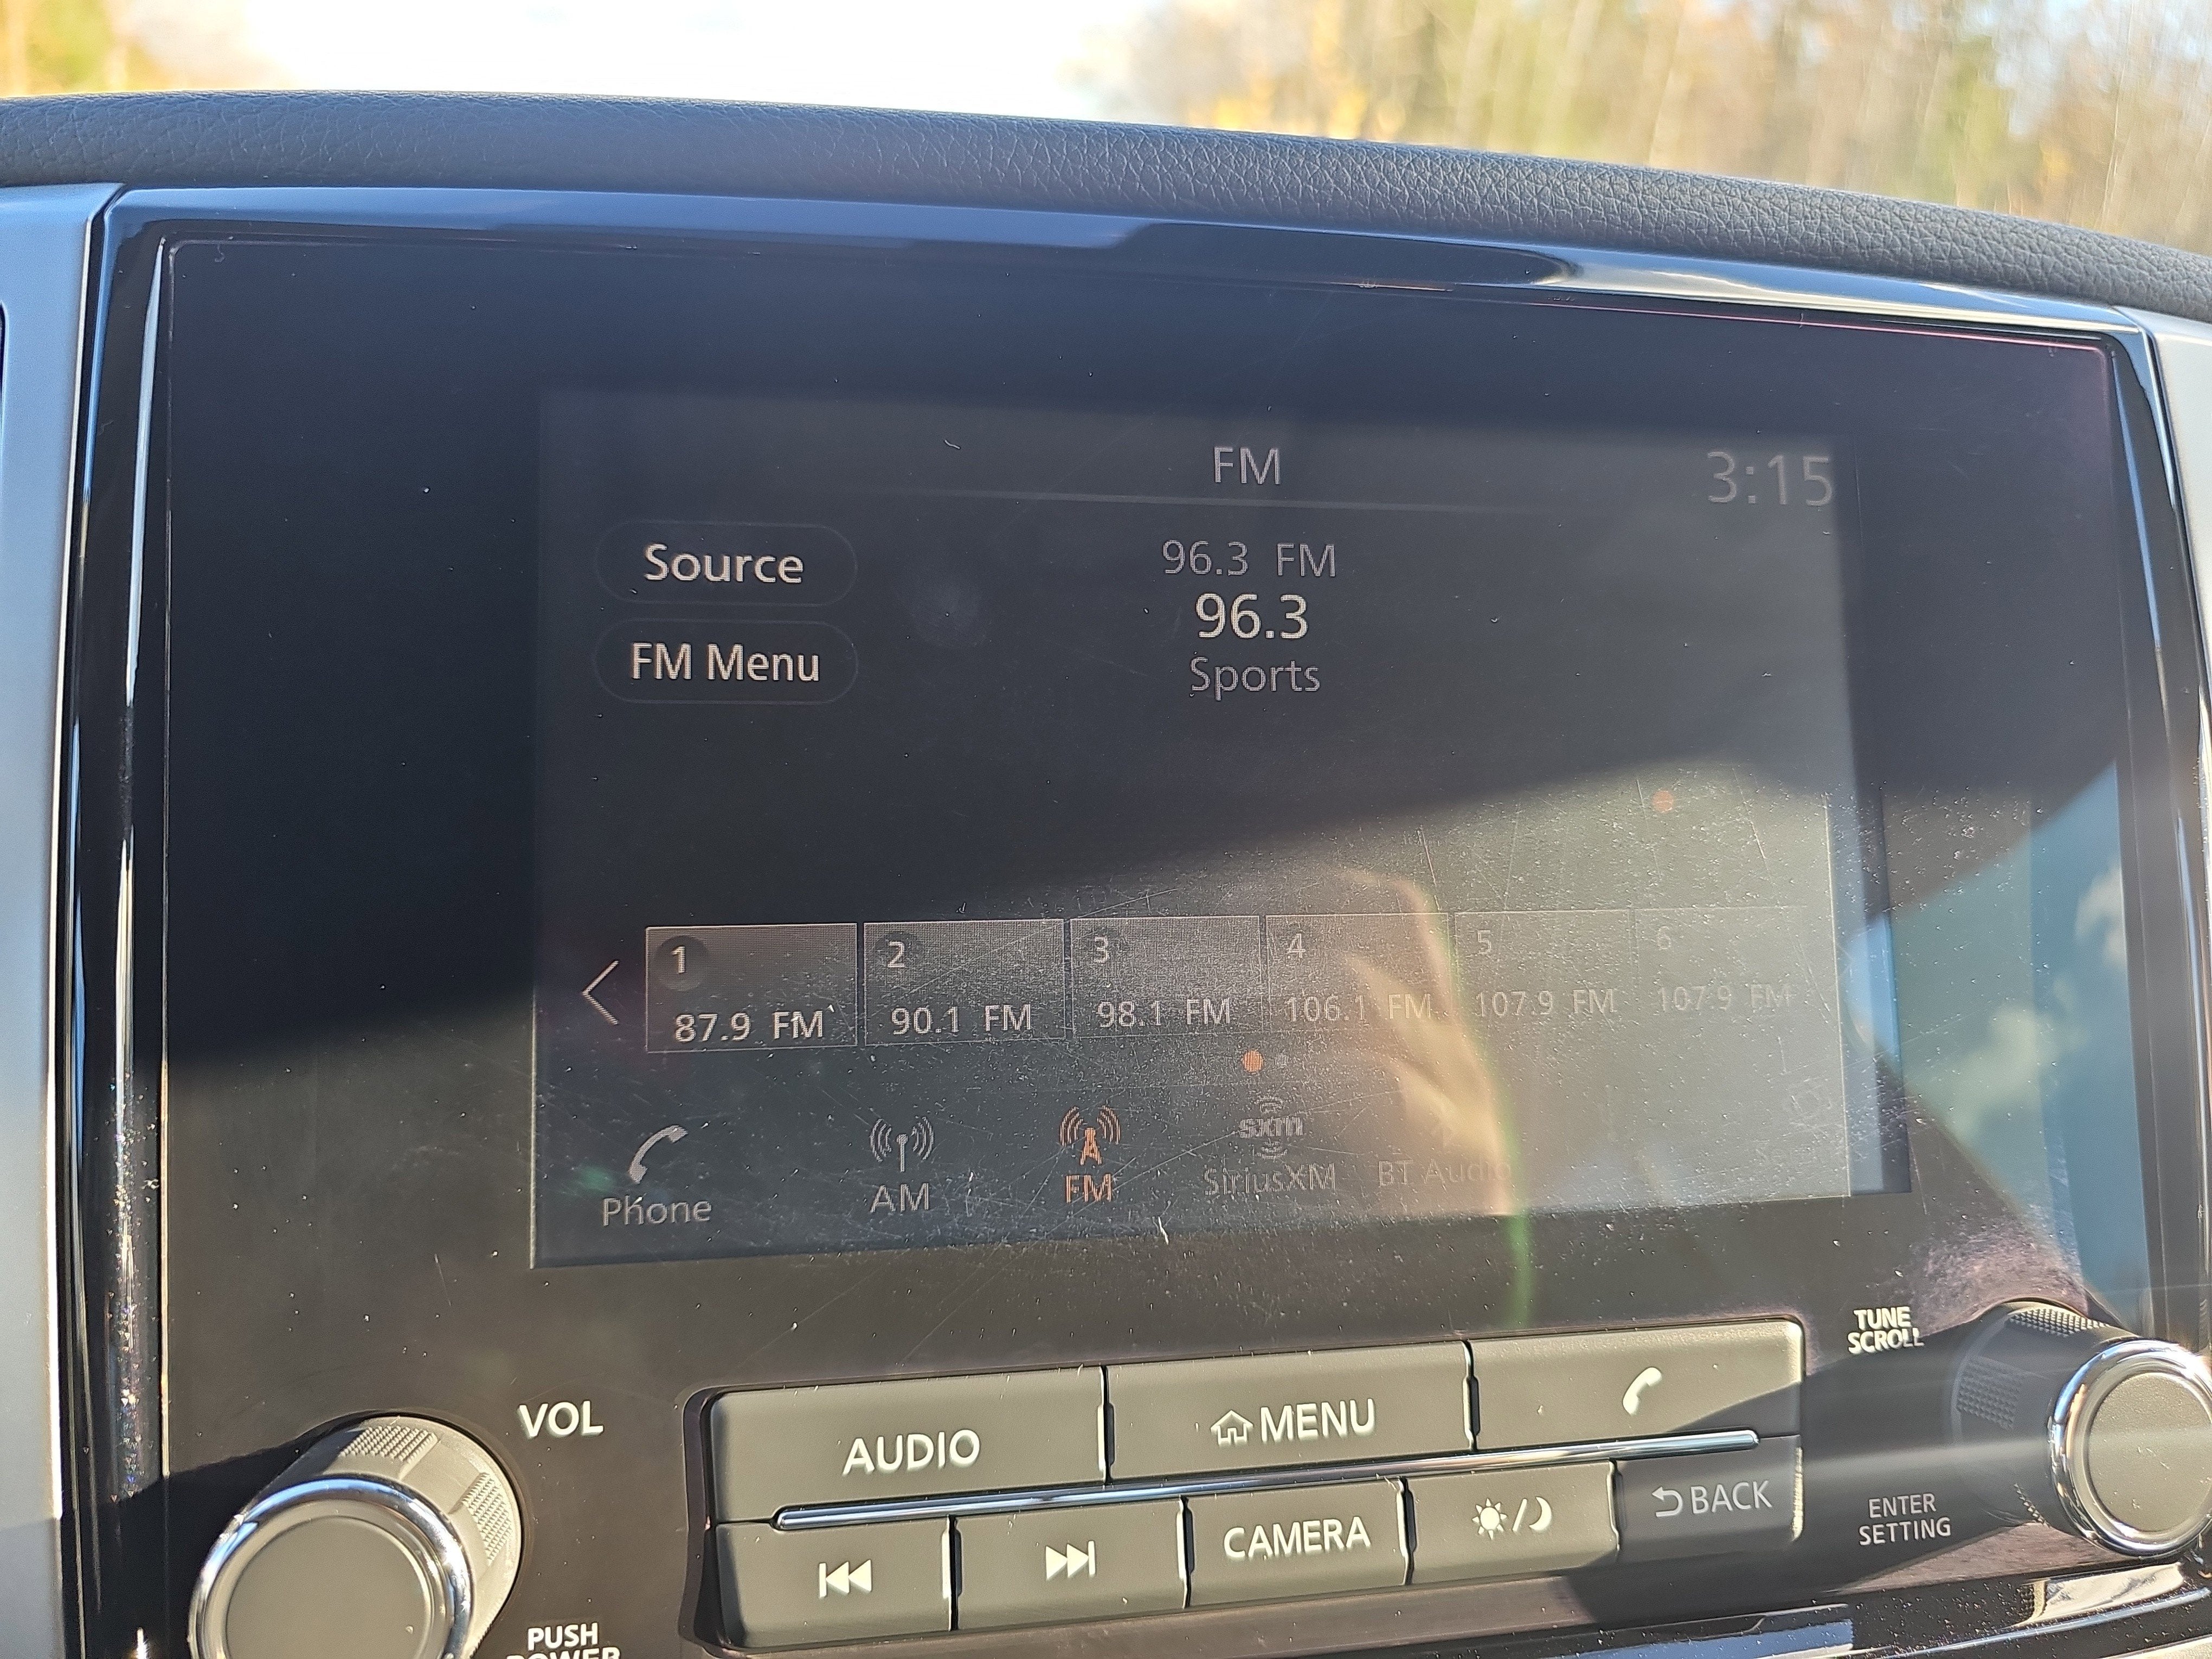 FM
3:15
Source
96.3 FM
96.3
FM Menu
Sports
1
2
3
4
5
6
87.9 FM
90.1 FM
98.1 FM
106.1 FM
107.9 FM
107.9 FM
sxm
Phone
AM
FM
SiriusXM
BT Audio
TUNE
SCROLL
VOL
AUDIO
MENU
CAMERA
BACK
ENTER
SETTING
PUSH
POWER